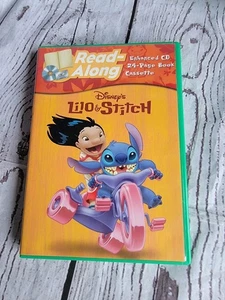 Read-
Along
Enhanced CD
24-Page Book
Cassette
Disney's
Lilo & Stitch